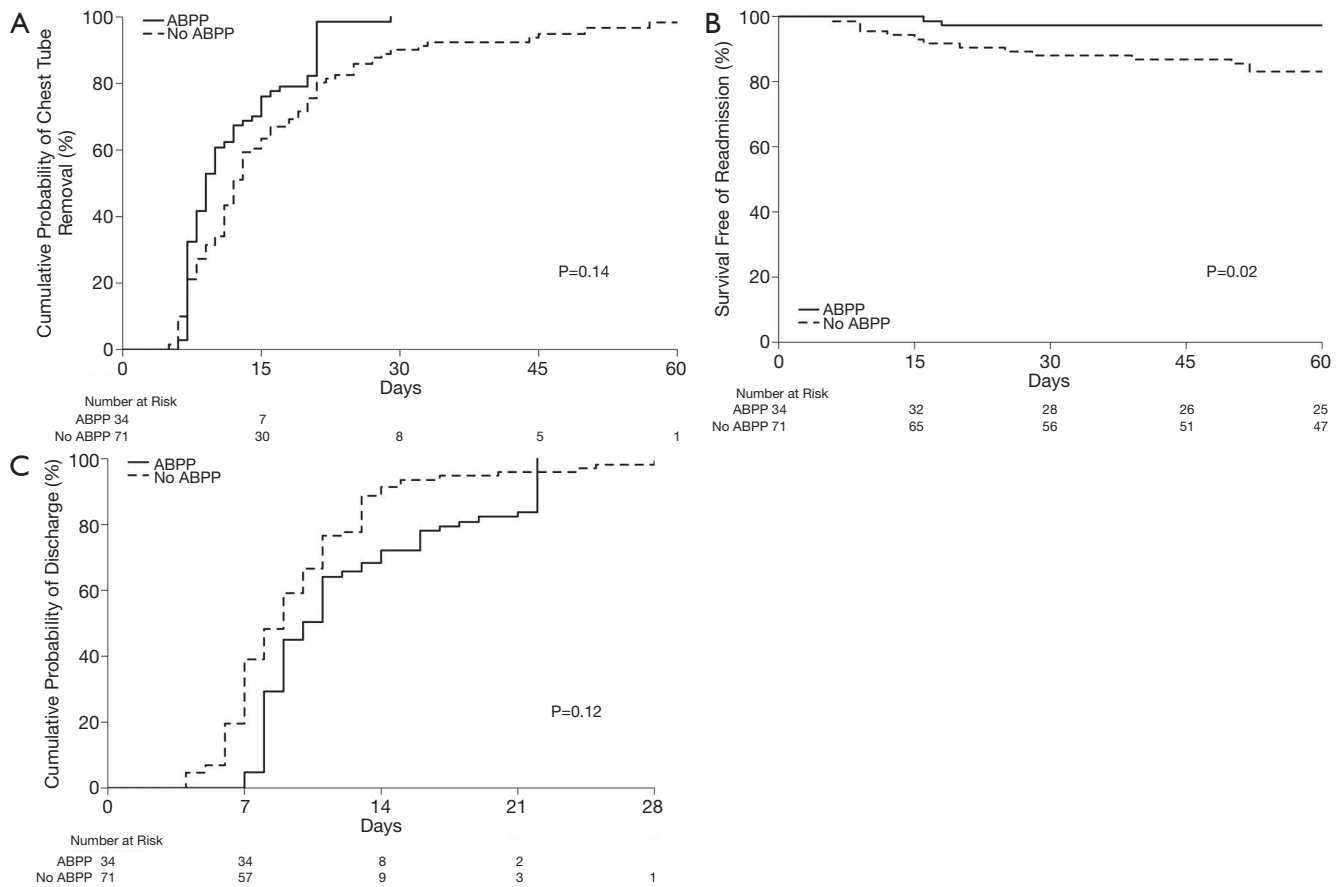 A
ABPP
No ABPP
Cumulative Probability of Chest Tube
Removal (%)
100
80
60
40
20
0
P=0.14
0 15 30 45 60
Days
Number at Risk
ABPP 34 7
No ABPP 71 30 8 5 1
B
Survival Free of Readmission (%)
100
80
60
40
20
0
P=0.02
ABPP
No ABPP
0 15 30 45 60
Days
Number at Risk
ABPP 34 32 28 26 25
No ABPP 71 65 56 51 47
C
ABPP
No ABPP
Cumulative Probability of Discharge (%)
100
80
60
40
20
0
P=0.12
0 7 14 21 28
Days
Number at Risk
ABPP 34 34 8 2
No ABPP 71 57 9 3 1